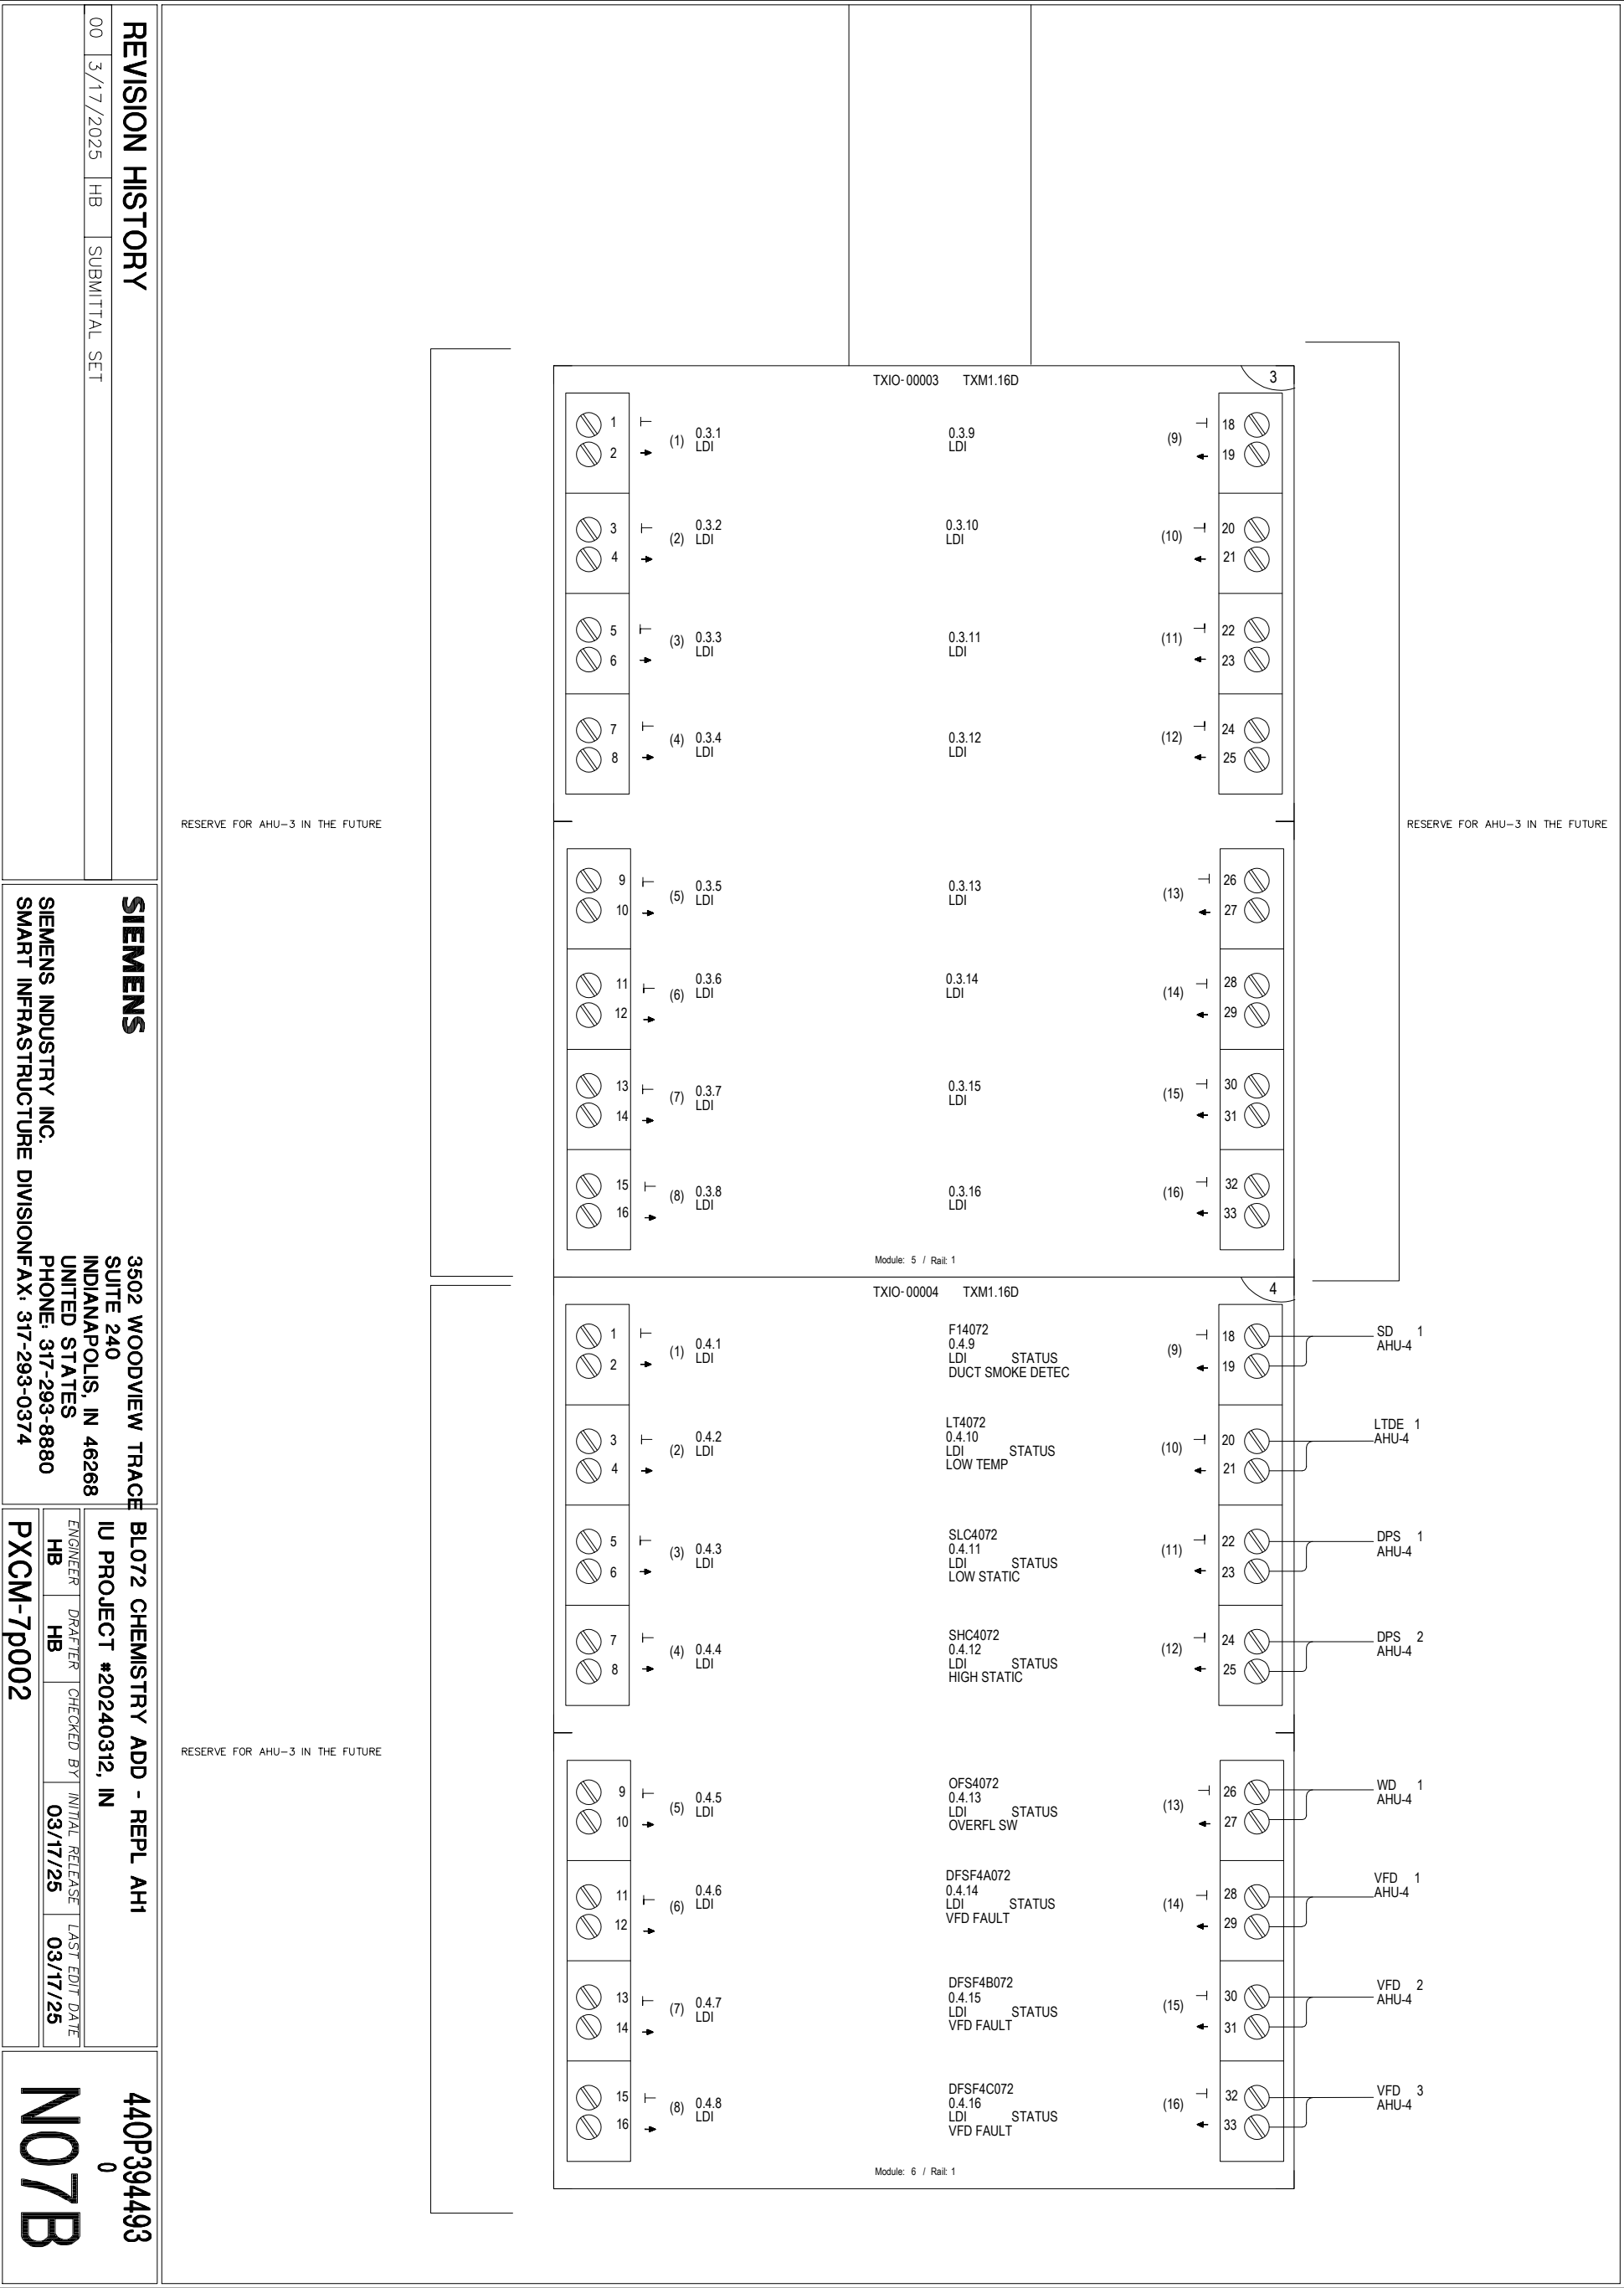 REVISION HISTORY
00 3/17/2025 HB SUBMITTAL SET
SIEMENS
SIEMENS INDUSTRY INC.
SMART INFRASTRUCTURE DIVISION
3502 WOODVIEW TRACE
SUITE 240
INDIANAPOLIS, IN 46268
UNITED STATES
PHONE: 317-293-8880
FAX: 317-293-0374
BL072 CHEMISTRY ADD - REPL AH1
IU PROJECT #20240312, IN
ENGINEER DRAFTER CHECKED BY INITIAL RELEASE LAST EDIT DATE
HB HB 03/17/25 03/17/25
PXCM-7p002
440P394493
0
N07B
TXIO-00003 TXM1.16D 3
1 (1) 0.3.1 0.3.9 (9) 18
2 LDI LDI 19
3 (2) 0.3.2 0.3.10 (10) 20
4 LDI LDI 21
5 (3) 0.3.3 0.3.11 (11) 22
6 LDI LDI 23
7 (4) 0.3.4 0.3.12 (12) 24
8 LDI LDI 25
RESERVE FOR AHU-3 IN THE FUTURE
RESERVE FOR AHU-3 IN THE FUTURE
9 (5) 0.3.5 0.3.13 (13) 26
10 LDI LDI 27
11 (6) 0.3.6 0.3.14 (14) 28
12 LDI LDI 29
13 (7) 0.3.7 0.3.15 (15) 30
14 LDI LDI 31
15 (8) 0.3.8 0.3.16 (16) 32
16 LDI LDI 33
Module: 5 / Rail: 1
TXIO-00004 TXM1.16D 4
F14072
1 (1) 0.4.1 0.4.9 (9) 18 SD 1
2 LDI LDI STATUS 19 AHU-4
DUCT SMOKE DETEC
LT4072
3 (2) 0.4.2 0.4.10 (10) 20 LTDE 1
4 LDI LDI STATUS 21 AHU-4
LOW TEMP
SLC4072
5 (3) 0.4.3 0.4.11 (11) 22 DPS 1
6 LDI LDI STATUS 23 AHU-4
LOW STATIC
SHC4072
7 (4) 0.4.4 0.4.12 (12) 24 DPS 2
8 LDI LDI STATUS 25 AHU-4
HIGH STATIC
RESERVE FOR AHU-3 IN THE FUTURE
OFS4072
9 (5) 0.4.5 0.4.13 (13) 26 WD 1
10 LDI LDI STATUS 27 AHU-4
OVERFL SW
DFSF4A072
11 (6) 0.4.6 0.4.14 (14) 28 VFD 1
12 LDI LDI STATUS 29 AHU-4
VFD FAULT
DFSF4B072
13 (7) 0.4.7 0.4.15 (15) 30 VFD 2
14 LDI LDI STATUS 31 AHU-4
VFD FAULT
DFSF4C072
15 (8) 0.4.8 0.4.16 (16) 32 VFD 3
16 LDI LDI STATUS 33 AHU-4
VFD FAULT
Module: 6 / Rail: 1